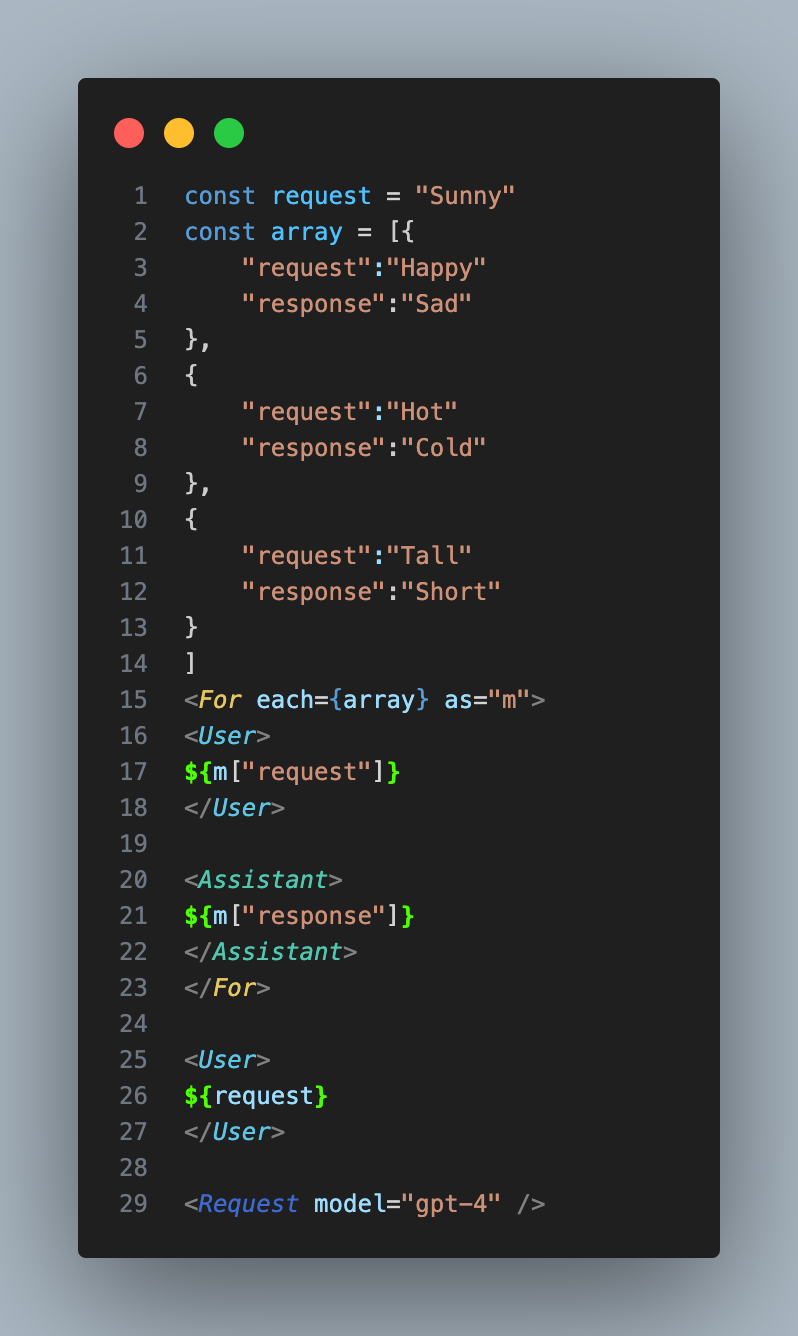 1 const request = "Sunny"
2 const array = [{
3     "request":"Happy"
4     "response":"Sad"
5 },
6 {
7     "request":"Hot"
8     "response":"Cold"
9 },
10 {
11     "request":"Tall"
12     "response":"Short"
13 }
14 ]
15 <For each={array} as="m">
16 <User>
17 ${m["request"]}
18 </User>
19
20 <Assistant>
21 ${m["response"]}
22 </Assistant>
23 </For>
24
25 <User>
26 ${request}
27 </User>
28
29 <Request model="gpt-4" />